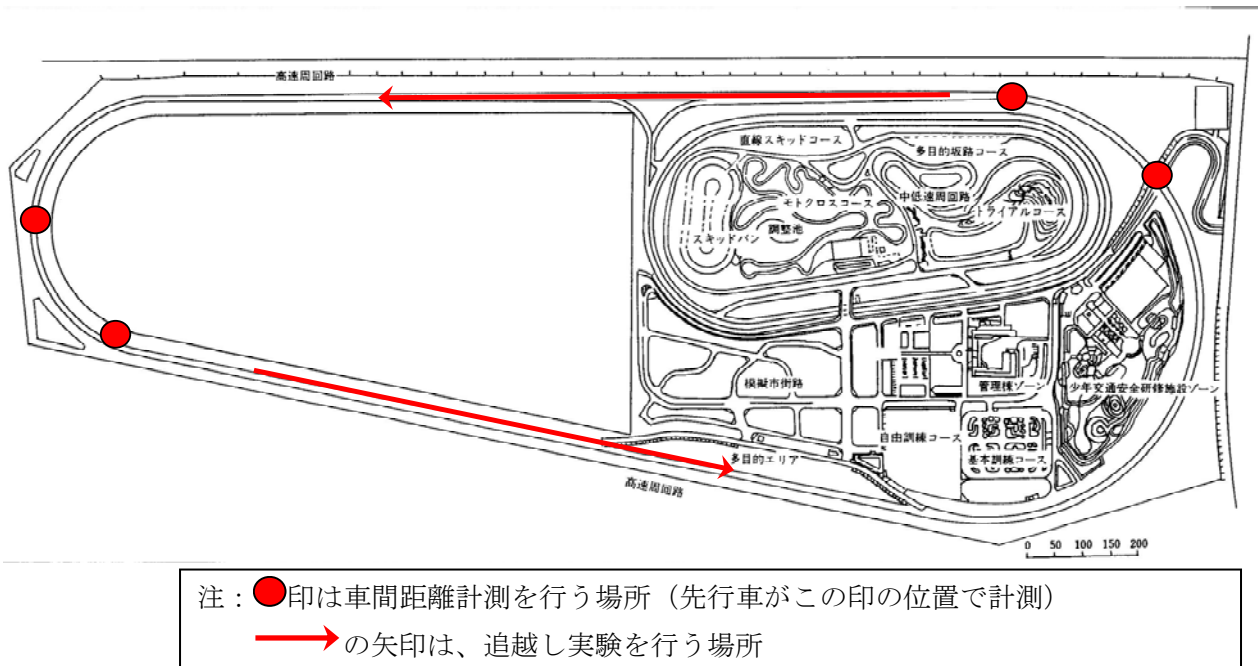 高速周回路
直線スキッドコース
多目的坂路コース
中低速周回路
モトクロスコース
トライアルコース
調整池
スキッドパン
模擬市街路
管理棟ゾーン
少年交通安全研修施設ゾーン
自由訓練コース
多目的エリア
基本訓練コース
高速周回路
0 50 100 150 200
注：印は車間距離計測を行う場所（先行車がこの印の位置で計測）
の矢印は、追越し実験を行う場所